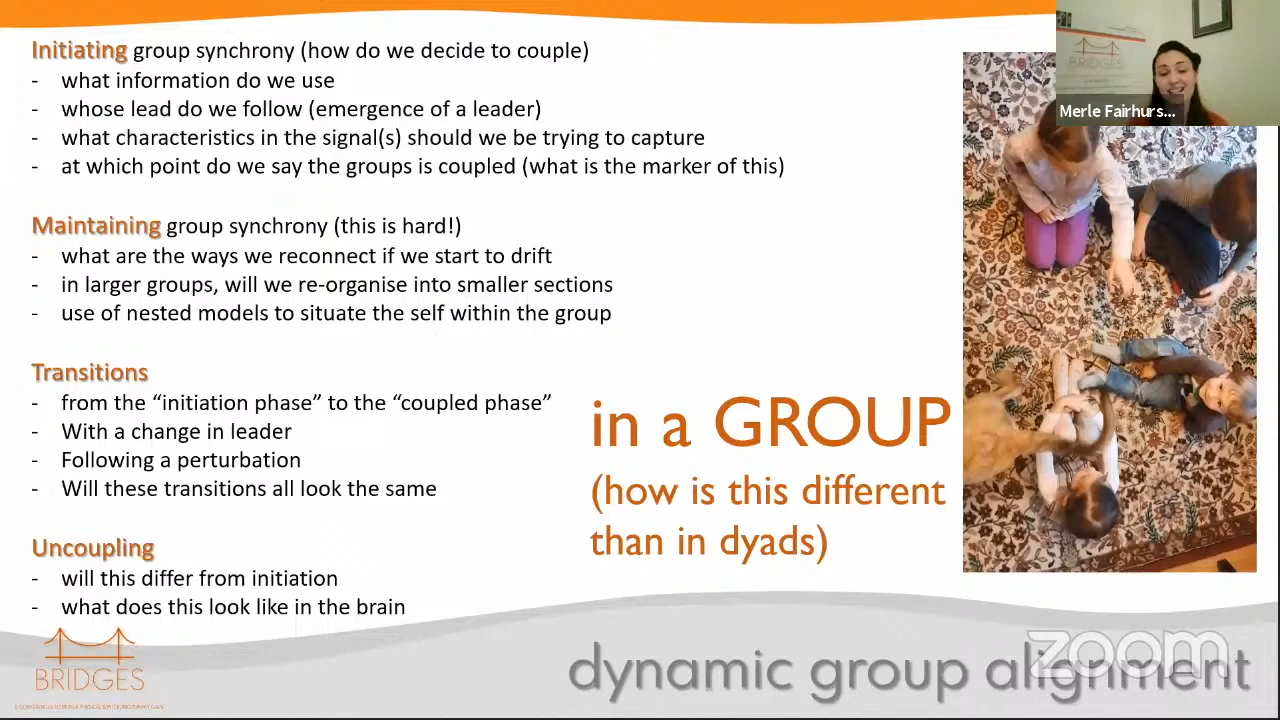 Initiating group synchrony (how do we decide to couple)
- what information do we use
- whose lead do we follow (emergence of a leader)
- what characteristics in the signal(s) should we be trying to capture
- at which point do we say the groups is coupled (what is the marker of this)
Maintaining group synchrony (this is hard!)
- what are the ways we reconnect if we start to drift
- in larger groups, will we re-organise into smaller sections
- use of nested models to situate the self within the group
Transitions
- from the “initiation phase” to the “coupled phase”
- With a change in leader
- Following a perturbation
- Will these transitions all look the same
Uncoupling
- will this differ from initiation
- what does this look like in the brain
in a GROUP
(how is this different
than in dyads)
BRIDGES
Merle Fairhurs...
BRIDGES
dynamic group alignment
zoom